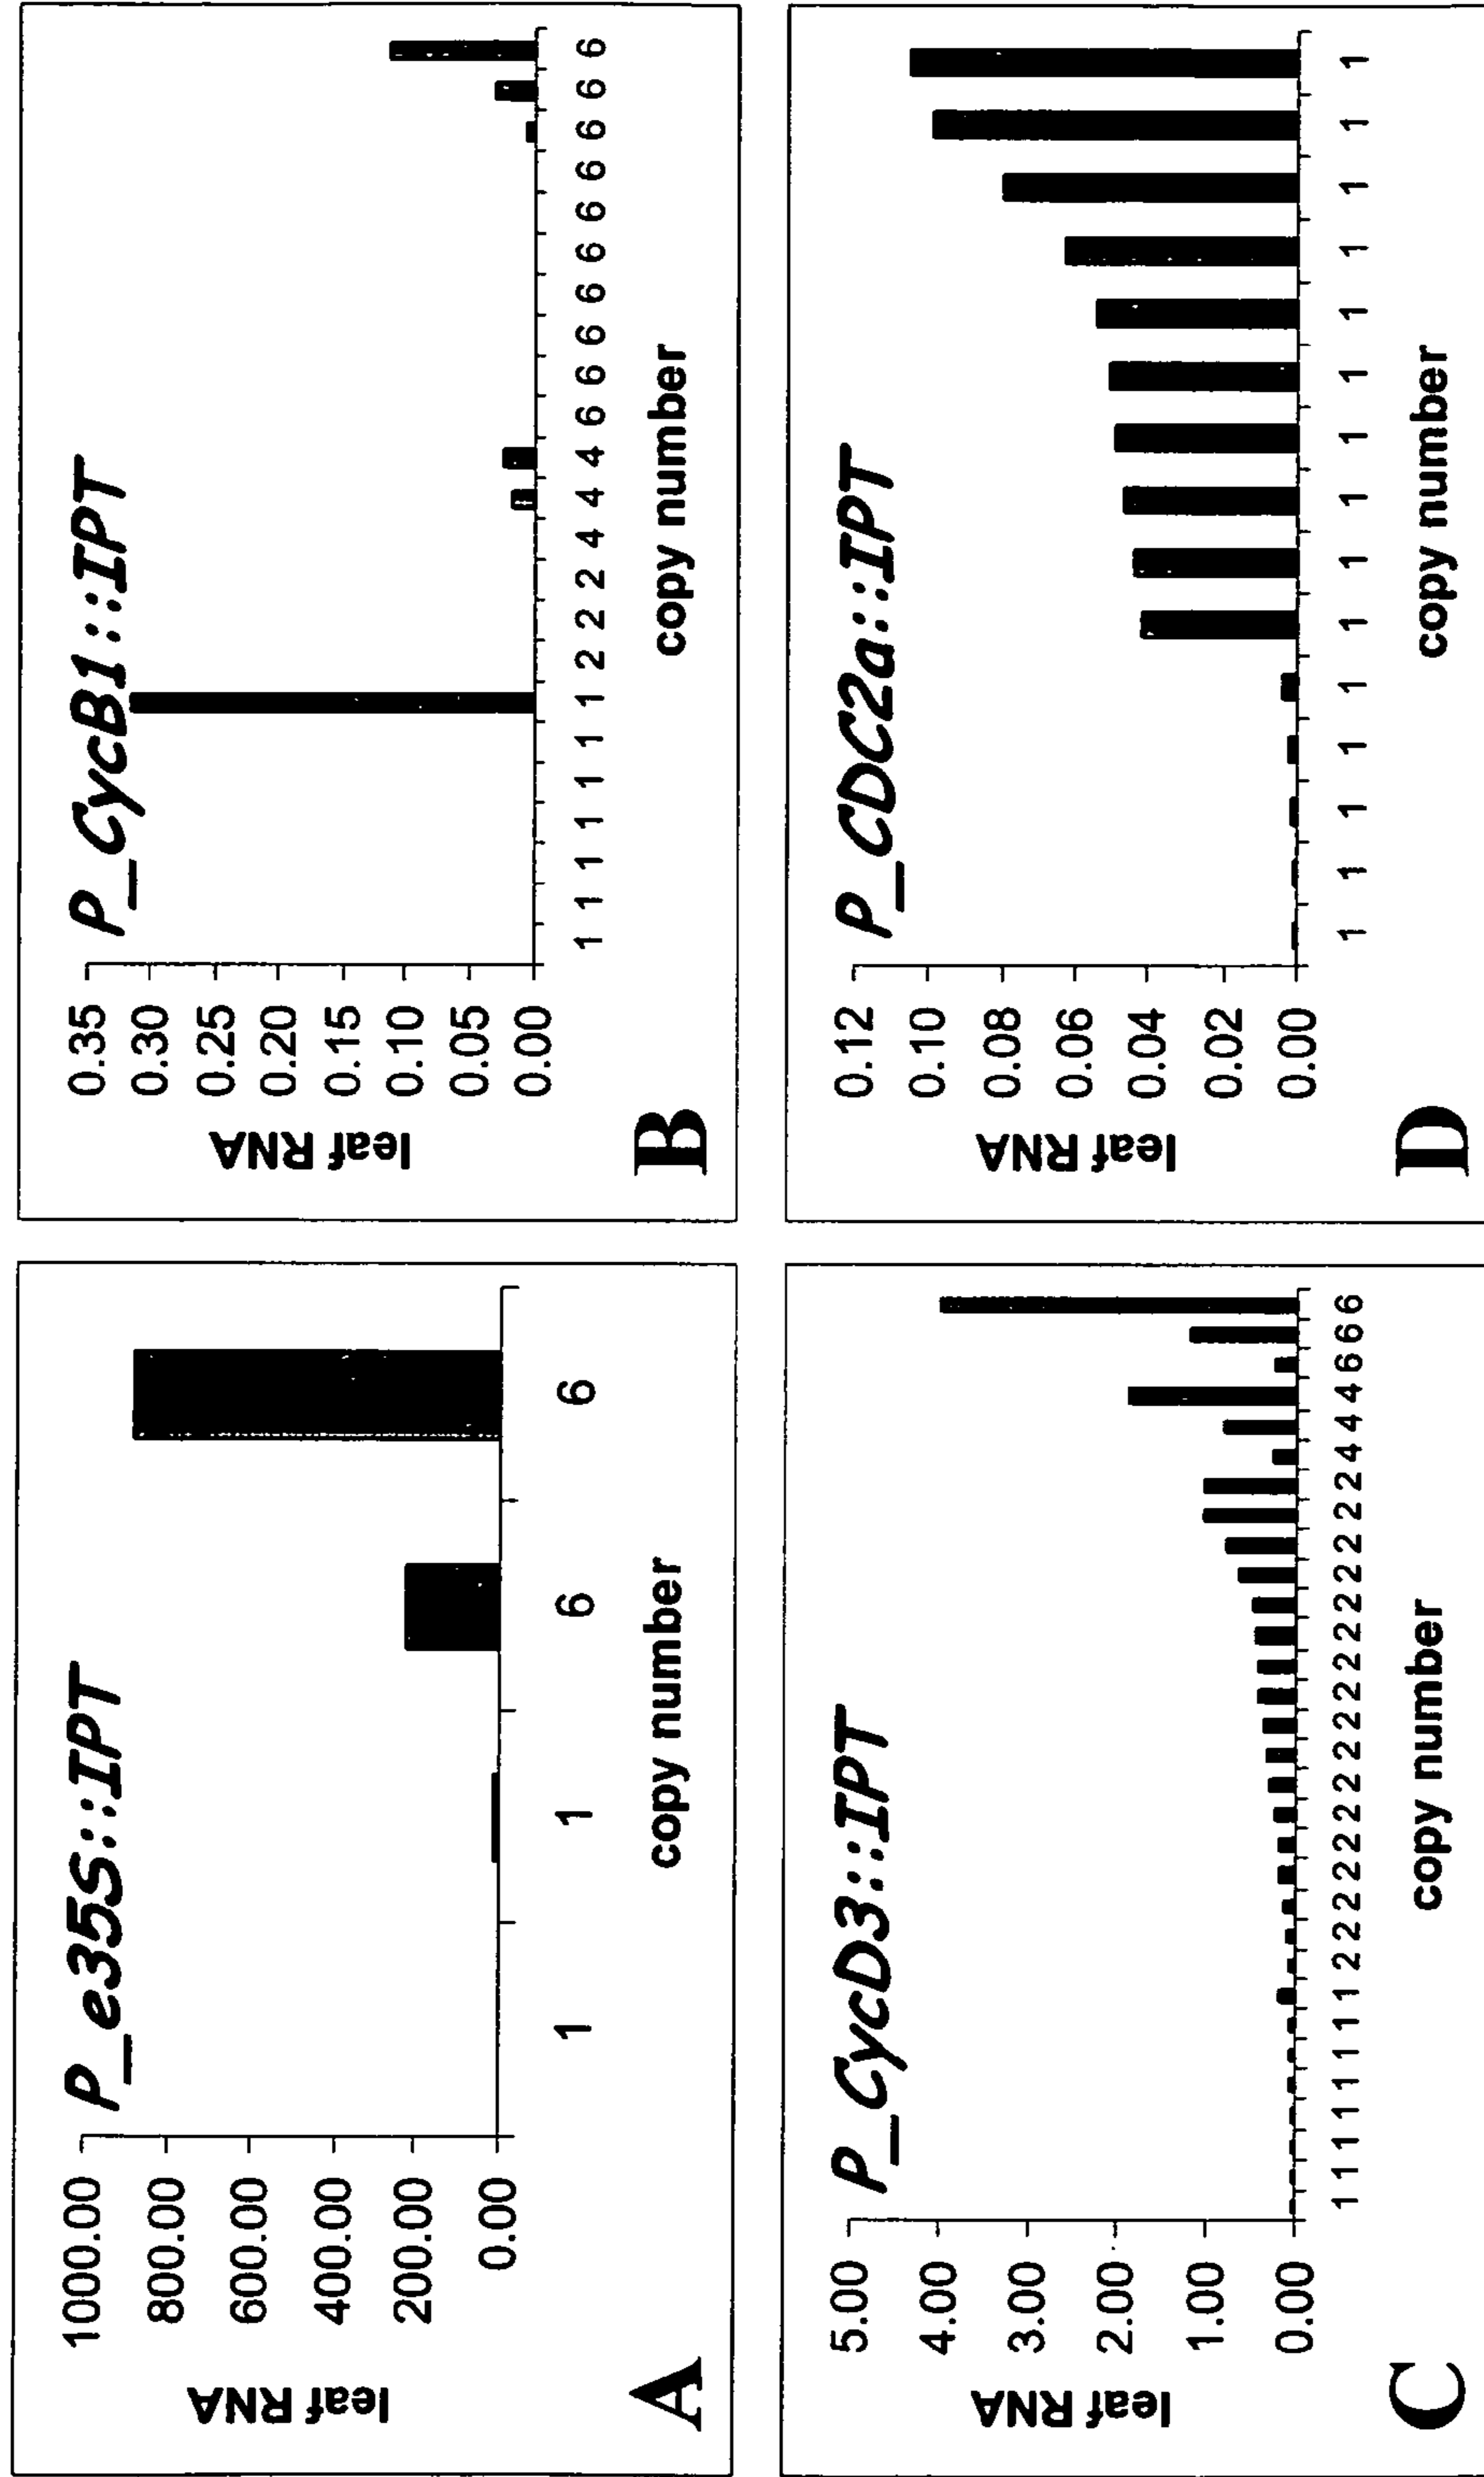 P_e35S::IPT
leaf RNA
1000.00
800.00
600.00
400.00
200.00
0.00
1 1 6 6
copy number
A
P_CycB1::IPT
leaf RNA
0.35
0.30
0.25
0.20
0.15
0.10
0.05
0.00
1 1 1 1 1 1 1 2 2 2 4 4 4 6 6 6 6 6 6 6 6 6 6
copy number
B
P_CycD3::IPT
leaf RNA
5.00
4.00
3.00
2.00
1.00
0.00
1 1 1 1 1 1 1 1 2 2 2 2 2 2 2 2 2 2 2 2 2 2 2 2 2 4 4 4 6 6 6
copy number
C
P_CDC2a::IPT
leaf RNA
0.12
0.10
0.08
0.06
0.04
0.02
0.00
1 1 1 1 1 1 1 1 1 1 1 1 1 1 1
copy number
D